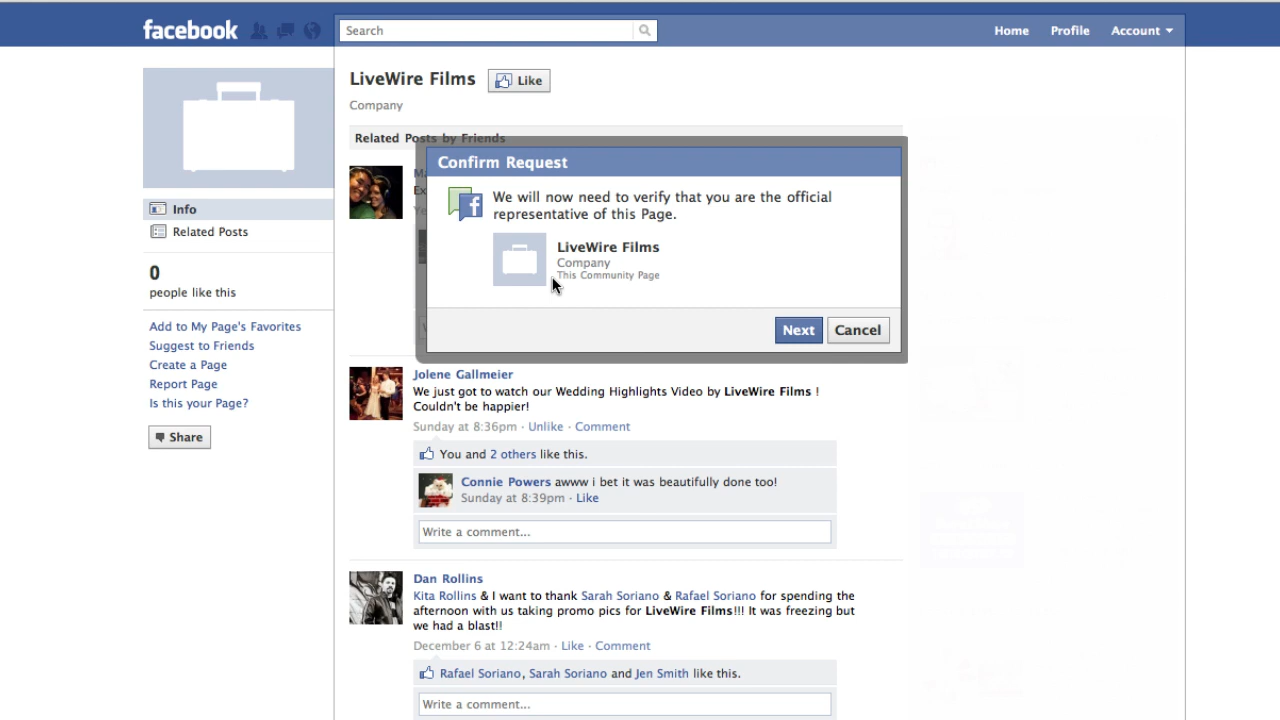 facebook
Search
Home Profile Account
LiveWire Films
Like
Company
Related Posts by Friends
Confirm Request
We will now need to verify that you are the official
representative of this Page.
LiveWire Films
Company
This Community Page
Next Cancel
Info
Related Posts
0
people like this
Add to My Page's Favorites
Suggest to Friends
Create a Page
Report Page
Is this your Page?
Share
Jolene Gallmeier
We just got to watch our Wedding Highlights Video by LiveWire Films !
Couldn't be happier!
Sunday at 8:36pm · Unlike · Comment
You and 2 others like this.
Connie Powers awww i bet it was beautifully done too!
Sunday at 8:39pm · Like
Write a comment...
Dan Rollins
Kita Rollins & I want to thank Sarah Soriano & Rafael Soriano for spending the
afternoon with us taking promo pics for LiveWire Films!!! It was freezing but
we had a blast!!
December 6 at 12:24am · Like · Comment
Rafael Soriano, Sarah Soriano and Jen Smith like this.
Write a comment...